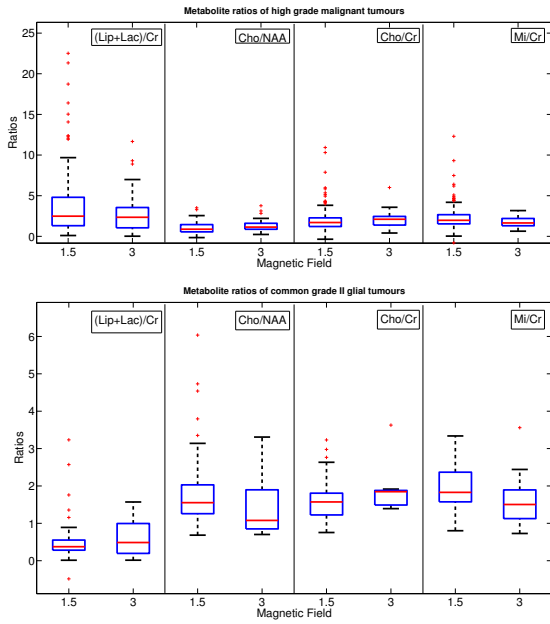 Metabolite ratios of high grade malignant tumours
(Lip+Lac)/Cr
Cho/NAA
Cho/Cr
Mi/Cr
25
20
15
10
5
0
Ratios
1.5
3
1.5
3
1.5
3
1.5
3
Magnetic Field
Metabolite ratios of common grade II glial tumours
(Lip+Lac)/Cr
Cho/NAA
Cho/Cr
Mi/Cr
6
5
4
3
2
1
0
Ratios
1.5
3
1.5
3
1.5
3
1.5
3
Magnetic Field